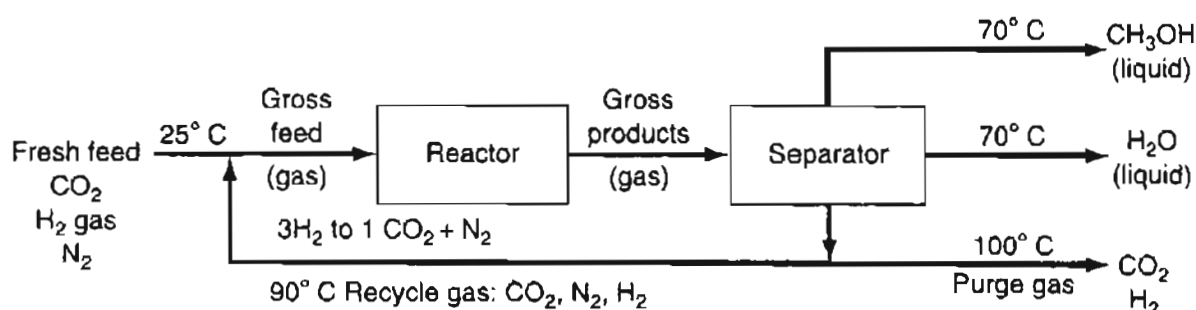 70° C
CH₃OH
(liquid)
Gross
feed
(gas)
Gross
products
(gas)
25° C
Fresh feed
CO₂
H₂ gas
N₂
Reactor
Separator
70° C
H₂O
(liquid)
3H₂ to 1 CO₂ + N₂
100° C
Purge gas
CO₂
H₂
90° C Recycle gas: CO₂, N₂, H₂